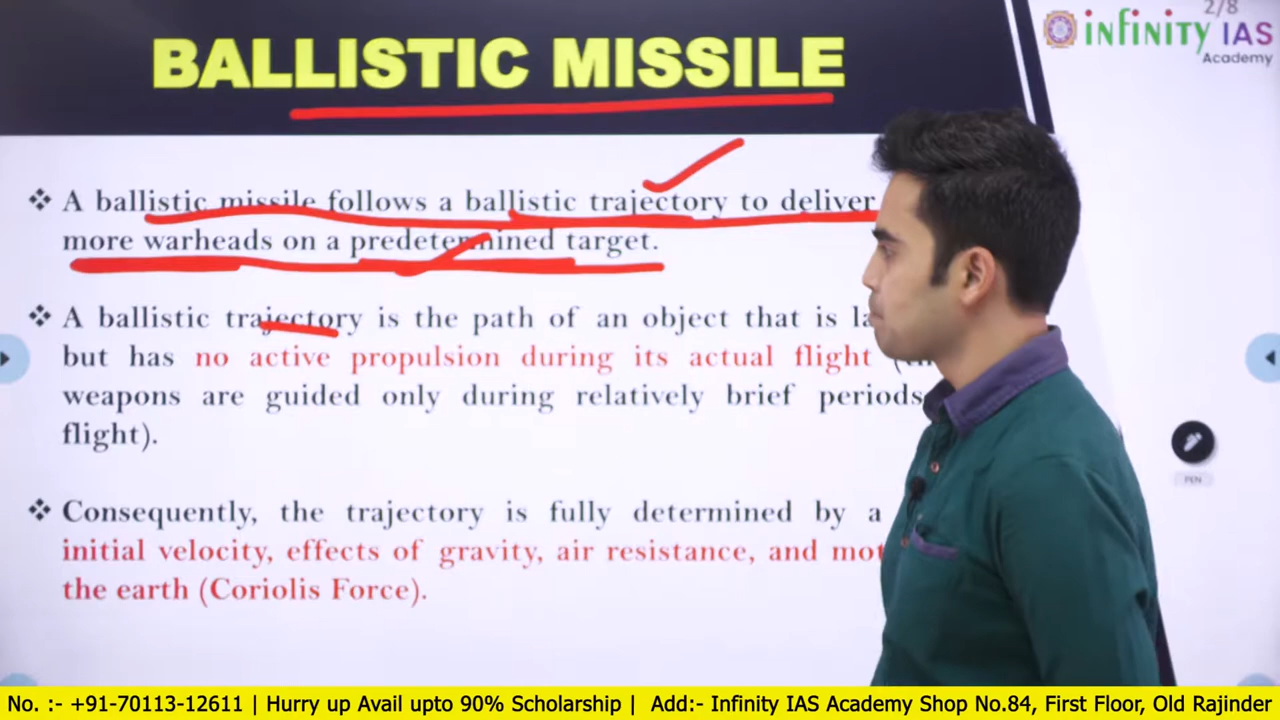 2/8
infinity IAS
Academy
BALLISTIC MISSILE
❖ A ballistic missile follows a ballistic trajectory to deliver
more warheads on a predetermined target.
❖ A ballistic trajectory is the path of an object that is
but has no active propulsion during its actual flight
weapons are guided only during relatively brief periods
flight).
❖ Consequently, the trajectory is fully determined by a
initial velocity, effects of gravity, air resistance, and
the earth (Coriolis Force).
PEN
No. :- +91-70113-12611 | Hurry up Avail upto 90% Scholarship | Add:- Infinity IAS Academy Shop No.84, First Floor, Old Rajinder